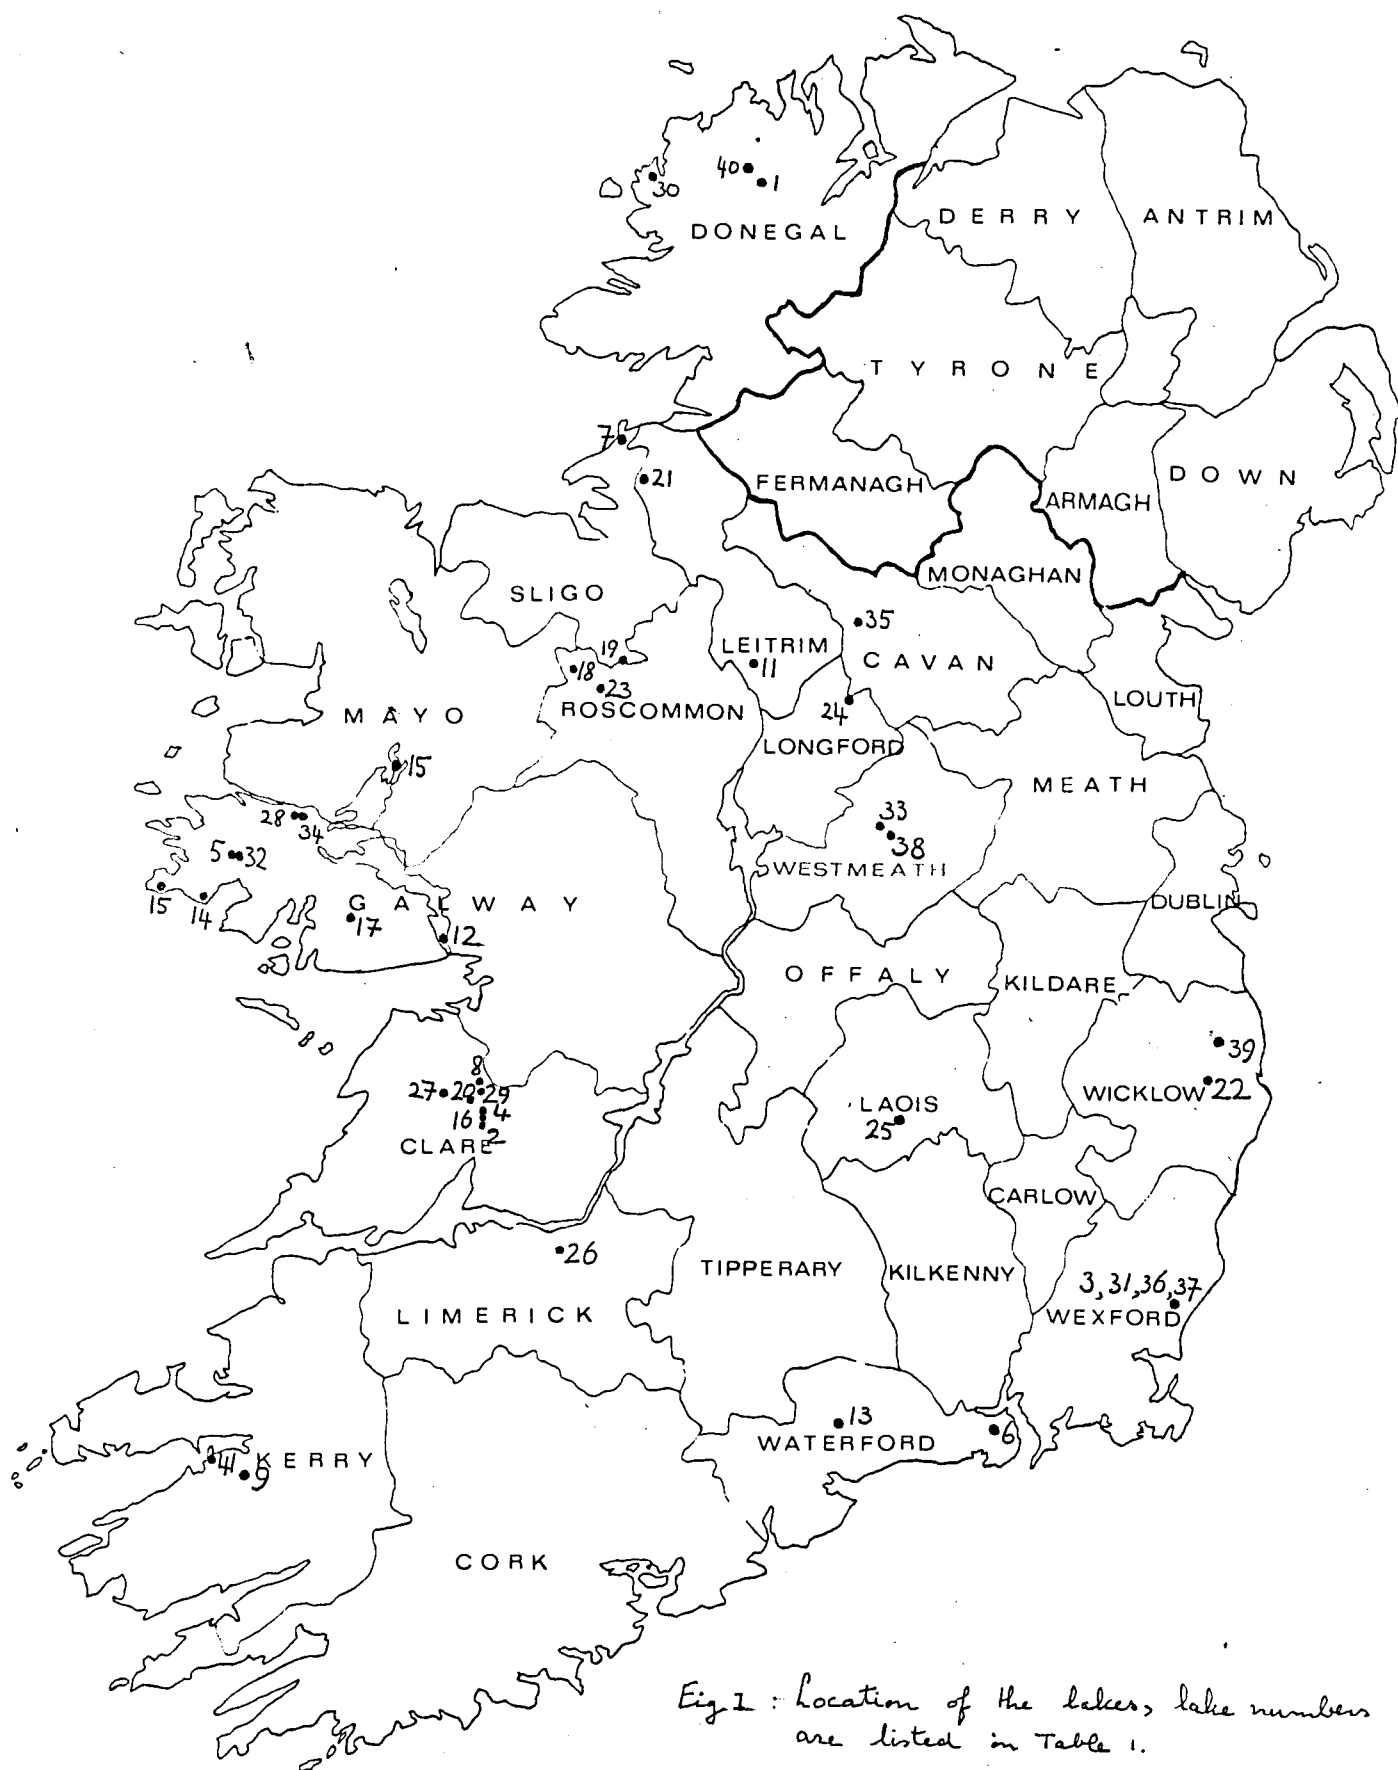 40 1
30
DONEGAL
DERRY
ANTRIM
TYRONE
7
21
FERMANAGH
ARMAGH
DOWN
MONAGHAN
SLIGO
35
LEITRIM
11
CAVAN
19
18
23
ROSCOMMON
24
LONGFORD
LOUTH
MAYO
15
MEATH
28 34
33
38
WESTMEATH
5 32
15
14
GALWAY
17
12
DUBLIN
OFFALY
KILDARE
39
WICKLOW 22
8
27 20 29
16 4
2
CLARE
LAOIS
25
CARLOW
26
TIPPERARY
KILKENNY
3, 31, 36, 37
WEXFORD
LIMERICK
13
WATERFORD
6
41 KERRY
9
CORK
Fig 1 : Location of the lakes, lake numbers
are listed in Table 1.